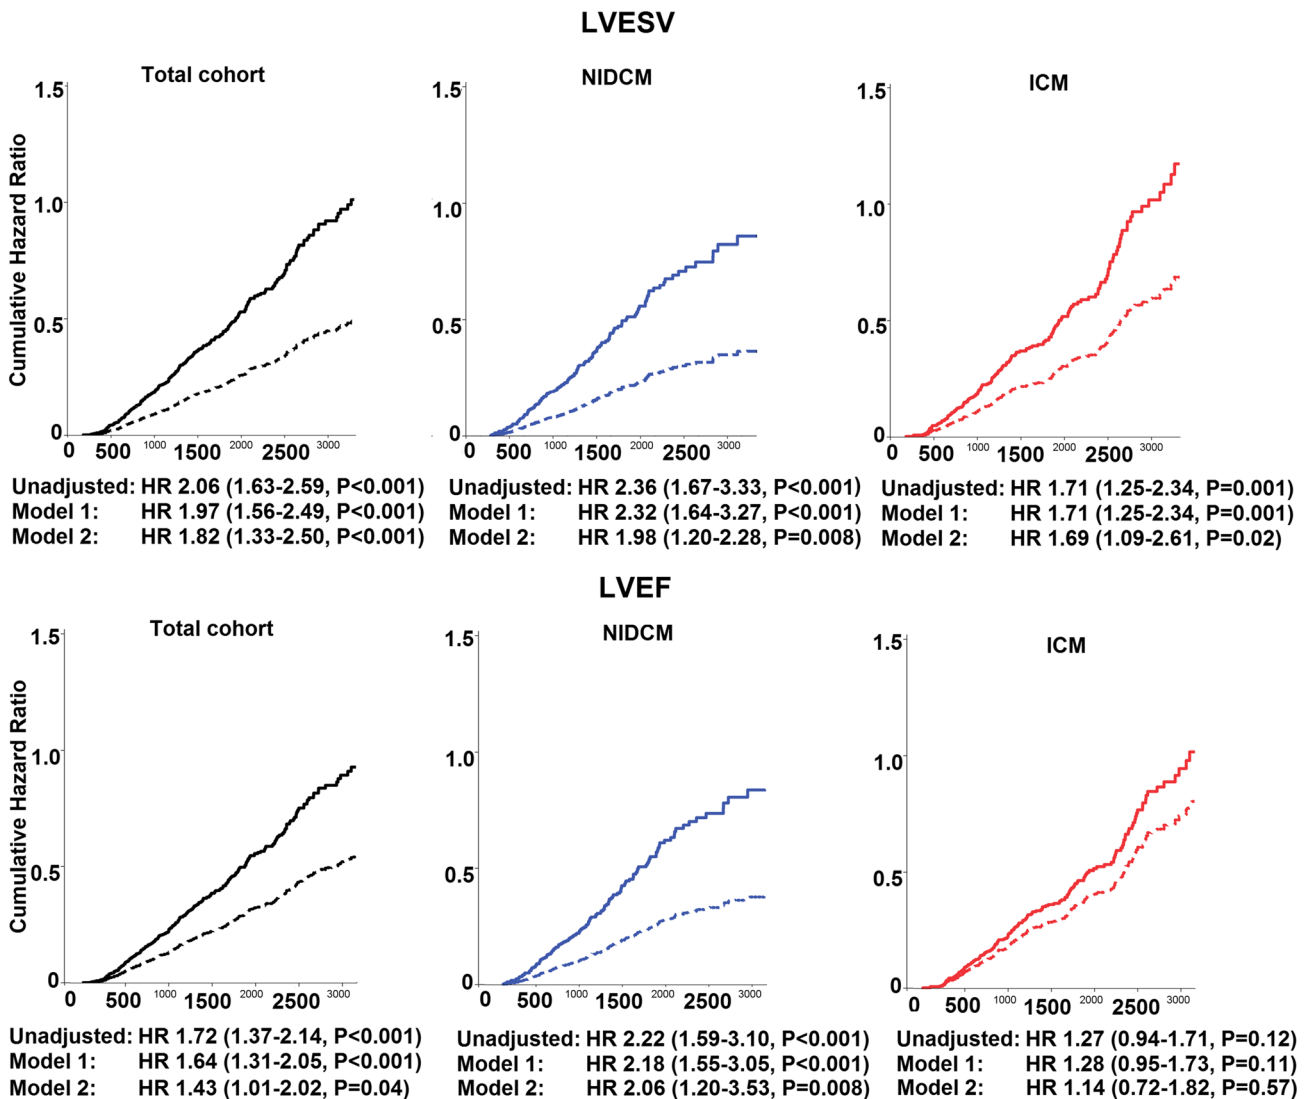 LVESV
Total cohort
NIDCM
ICM
Cumulative Hazard Ratio
1.5
1.0
0.5
0
0 500 1000 1500 2000 2500 3000
1.5
1.0
0.5
0
0 500 1000 1500 2000 2500 3000
1.5
1.0
0.5
0
0 500 1000 1500 2000 2500 3000
Unadjusted: HR 2.06 (1.63-2.59, P<0.001)
Model 1: HR 1.97 (1.56-2.49, P<0.001)
Model 2: HR 1.82 (1.33-2.50, P<0.001)
Unadjusted: HR 2.36 (1.67-3.33, P<0.001)
Model 1: HR 2.32 (1.64-3.27, P<0.001)
Model 2: HR 1.98 (1.20-2.28, P=0.008)
Unadjusted: HR 1.71 (1.25-2.34, P=0.001)
Model 1: HR 1.71 (1.25-2.34, P=0.001)
Model 2: HR 1.69 (1.09-2.61, P=0.02)
LVEF
Total cohort
NIDCM
ICM
Cumulative Hazard Ratio
1.5
1.0
0.5
0
0 500 1000 1500 2000 2500 3000
1.5
1.0
0.5
0
0 500 1000 1500 2000 2500 3000
1.5
1.0
0.5
0
0 500 1000 1500 2000 2500 3000
Unadjusted: HR 1.72 (1.37-2.14, P<0.001)
Model 1: HR 1.64 (1.31-2.05, P<0.001)
Model 2: HR 1.43 (1.01-2.02, P=0.04)
Unadjusted: HR 2.22 (1.59-3.10, P<0.001)
Model 1: HR 2.18 (1.55-3.05, P<0.001)
Model 2: HR 2.06 (1.20-3.53, P=0.008)
Unadjusted: HR 1.27 (0.94-1.71, P=0.12)
Model 1: HR 1.28 (0.95-1.73, P=0.11)
Model 2: HR 1.14 (0.72-1.82, P=0.57)